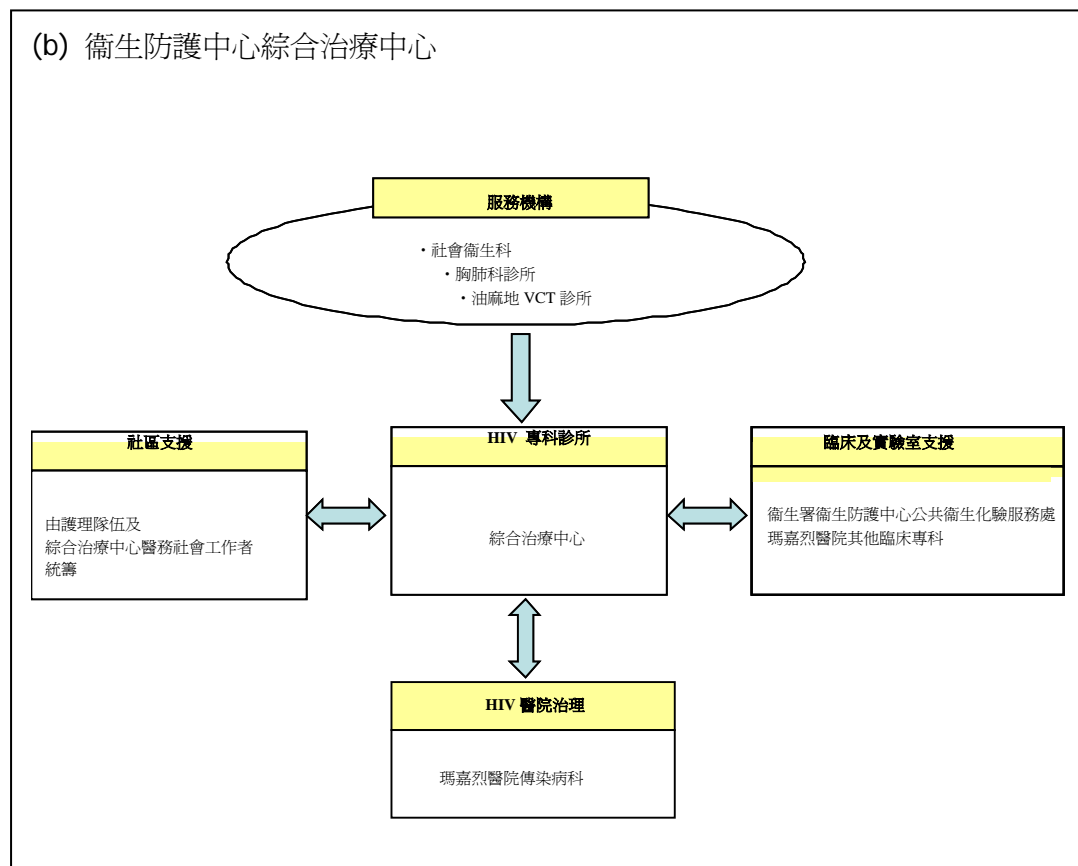 (b) 衞生防護中心綜合治療中心
服務機構
・社會衞生科
・胸肺科診所
・油麻地 VCT 診所
社區支援
由護理隊伍及
綜合治療中心醫務社會工作者
統籌
HIV 專科診所
綜合治療中心
臨床及實驗室支援
衞生署衞生防護中心公共衞生化驗服務處
瑪嘉烈醫院其他臨床專科
HIV 醫院治理
瑪嘉烈醫院傳染病科